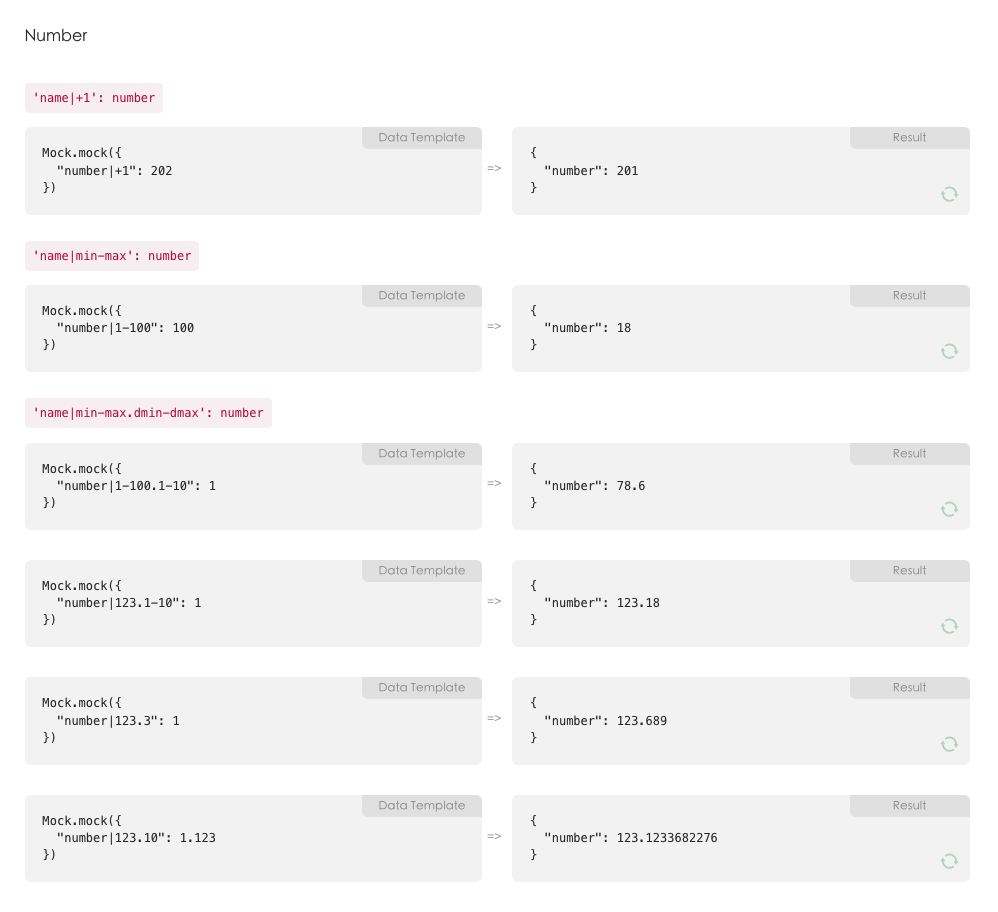 Number
'name|+1': number
Data Template
Mock.mock({
  "number|+1": 202
})
=>
Result
{
  "number": 201
}
'name|min-max': number
Data Template
Mock.mock({
  "number|1-100": 100
})
=>
Result
{
  "number": 18
}
'name|min-max.dmin-dmax': number
Data Template
Mock.mock({
  "number|1-100.1-10": 1
})
=>
Result
{
  "number": 78.6
}
Data Template
Mock.mock({
  "number|123.1-10": 1
})
=>
Result
{
  "number": 123.18
}
Data Template
Mock.mock({
  "number|123.3": 1
})
=>
Result
{
  "number": 123.689
}
Data Template
Mock.mock({
  "number|123.10": 1.123
})
=>
Result
{
  "number": 123.1233682276
}